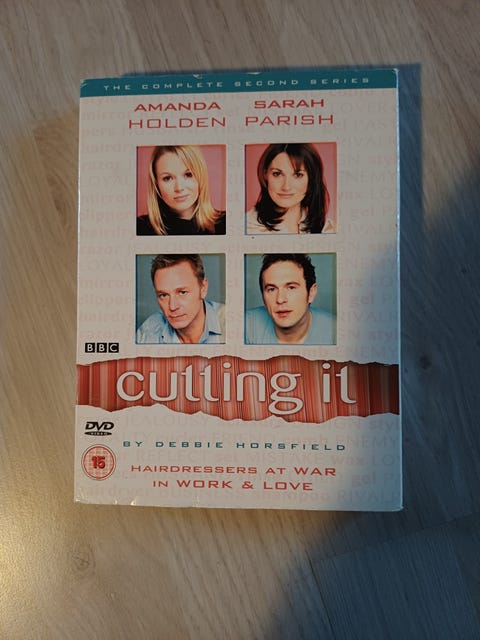 THE COMPLETE SECOND SERIES
AMANDA SARAH
HOLDEN PARISH
BBC
cutting it
DVD
VIDEO
BY DEBBIE HORSFIELD
15
HAIRDRESSERS AT WAR
IN WORK & LOVE